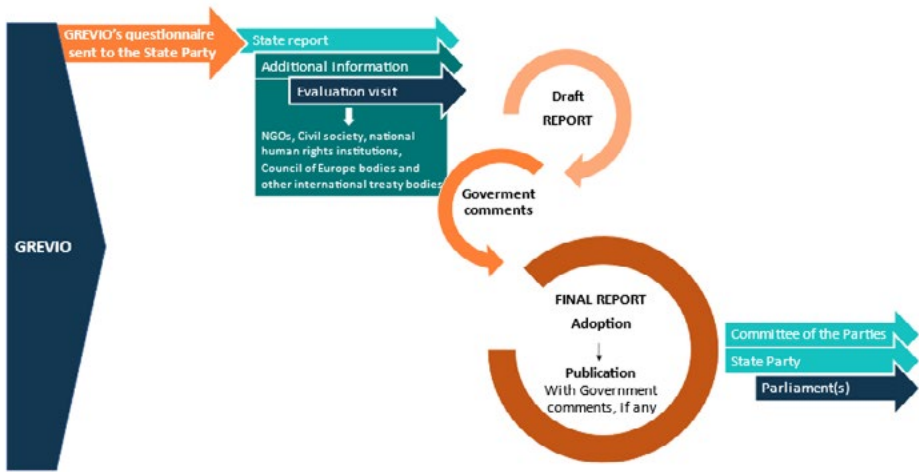 GREVIO's questionnaire
sent to the State Party
State report
Additional Information
Evaluation visit
NGOs, Civil society, national
human rights institutions,
Council of Europe bodies and
other international treaty bodies
Draft
REPORT
Goverment
comments
GREVIO
FINAL REPORT
Adoption
Publication
With Government
comments, If any
Committee of the Parties
State Party
Parliament(s)